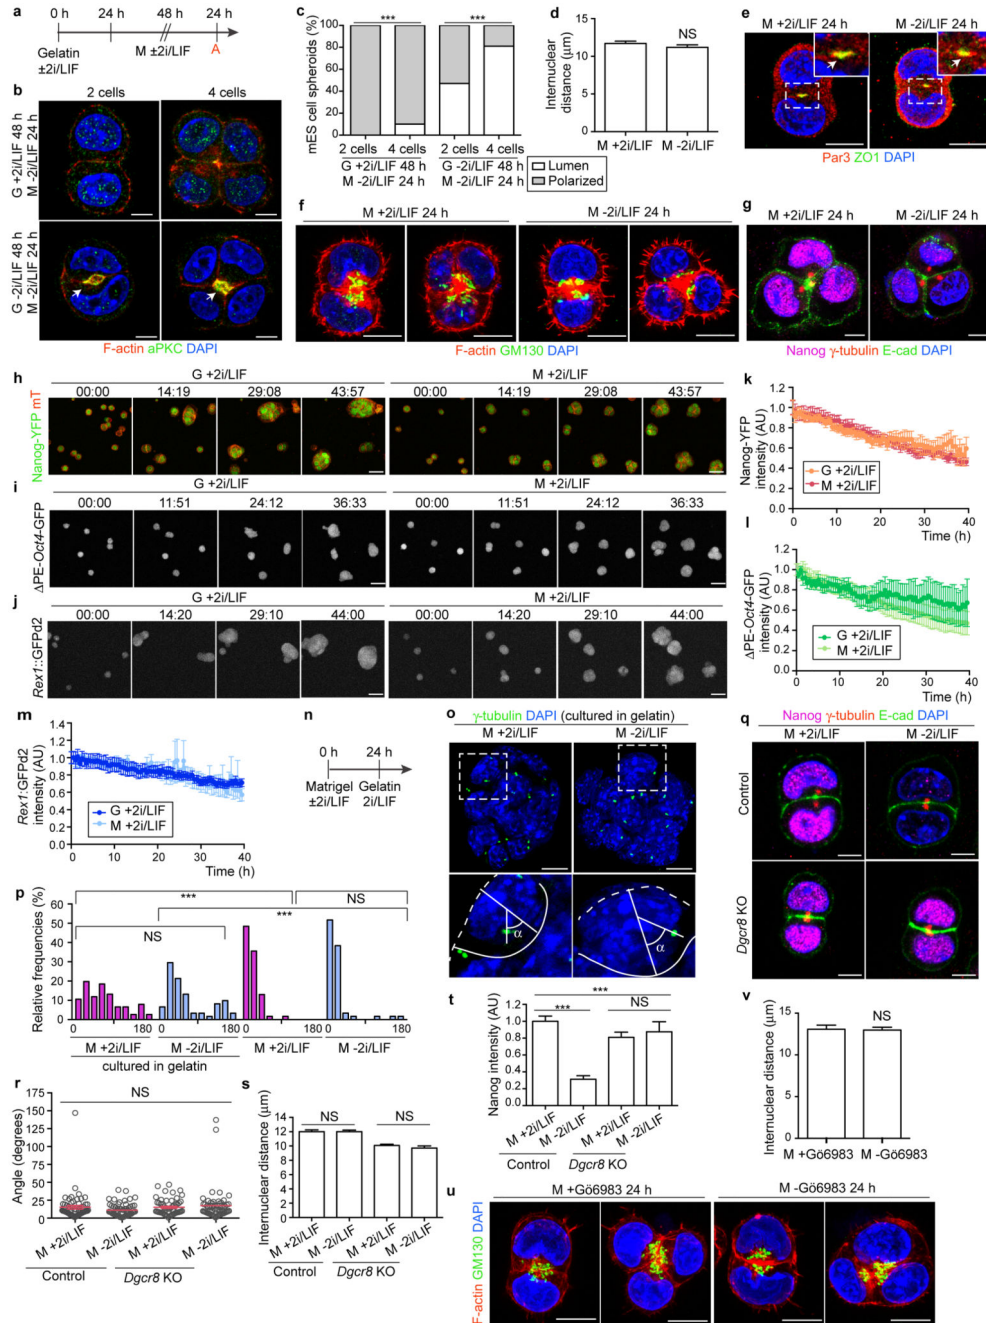 a
0 h 24 h 24 h
Gelatin ±2i/LIF
M ±2i/LIF
A
b
2 cells 4 cells
G +2i/LIF 48 h
M -2i/LIF 24 h
G -2i/LIF 48 h
M -2i/LIF 24 h
F-actin aPKC DAPI
c
mES cell spheroids (%)
100
80
60
40
20
0
*** ***
2 cells 4 cells 2 cells 4 cells
G +2i/LIF 48 h G -2i/LIF 48 h
M -2i/LIF 24 h M -2i/LIF 24 h
Lumen
Polarized
d
Internuclear distance (μm)
15
10
5
0
NS
M +2i/LIF M -2i/LIF
e
M +2i/LIF 24 h M -2i/LIF 24 h
Par3 ZO1 DAPI
f
M +2i/LIF 24 h M -2i/LIF 24 h
F-actin GM130 DAPI
g
M +2i/LIF 24 h M -2i/LIF 24 h
Nanog γ-tubulin E-cad DAPI
h
G +2i/LIF M +2i/LIF
00:00 14:19 29:08 43:57 00:00 14:19 29:08 43:57
Nanog-YFP mT
i
G +2i/LIF M +2i/LIF
00:00 11:51 24:12 36:33 00:00 11:51 24:12 36:33
ΔPE-Oct4-GFP
j
G +2i/LIF M +2i/LIF
00:00 14:20 29:10 44:00 00:00 14:20 29:10 44:00
Rex1::GFPd2
k
Nanog-YFP intensity (AU)
1.0
0.8
0.6
0.4
0.2
0.0
G +2i/LIF
M +2i/LIF
0 10 20 30 40
Time (h)
l
ΔPE-Oct4-GFP intensity (AU)
1.2
1.0
0.8
0.6
0.4
0.2
0
G +2i/LIF
M +2i/LIF
0 10 20 30 40
Time (h)
m
Rex1::GFPd2 intensity (AU)
1.4
1.2
1.0
0.8
0.6
0.4
0.2
0
G +2i/LIF
M +2i/LIF
0 10 20 30 40
Time (h)
n
0 h 24 h
Matrigel ±2i/LIF
Gelatin 2i/LIF
o
γ-tubulin DAPI (cultured in gelatin)
M +2i/LIF M -2i/LIF
α α
p
Relative frequencies (%)
60
50
40
30
20
10
0
*** NS
***
NS
0 180 0 180 0 180 0 180
M +2i/LIF M -2i/LIF M +2i/LIF M -2i/LIF
cultured in gelatin
q
Nanog γ-tubulin E-cad DAPI
M +2i/LIF M -2i/LIF
Control
Dgcr8 KO
r
Angle (degrees)
175
150
125
100
75
50
25
0
NS
M +2i/LIF M -2i/LIF M +2i/LIF M -2i/LIF
Control Dgcr8 KO
s
Internuclear distance (μm)
14
12
10
8
6
4
2
0
NS NS
M +2i/LIF M -2i/LIF M +2i/LIF M -2i/LIF
Control Dgcr8 KO
t
Nanog intensity (AU)
1.2
1.0
0.8
0.6
0.4
0.2
0
***
*** NS
M +2i/LIF M -2i/LIF M +2i/LIF M -2i/LIF
Control Dgcr8 KO
v
Internuclear distance (μm)
15
10
5
0
NS
M +Gö6983 M -Gö6983
u
M +Gö6983 24 h M -Gö6983 24 h
F-actin GM130 DAPI